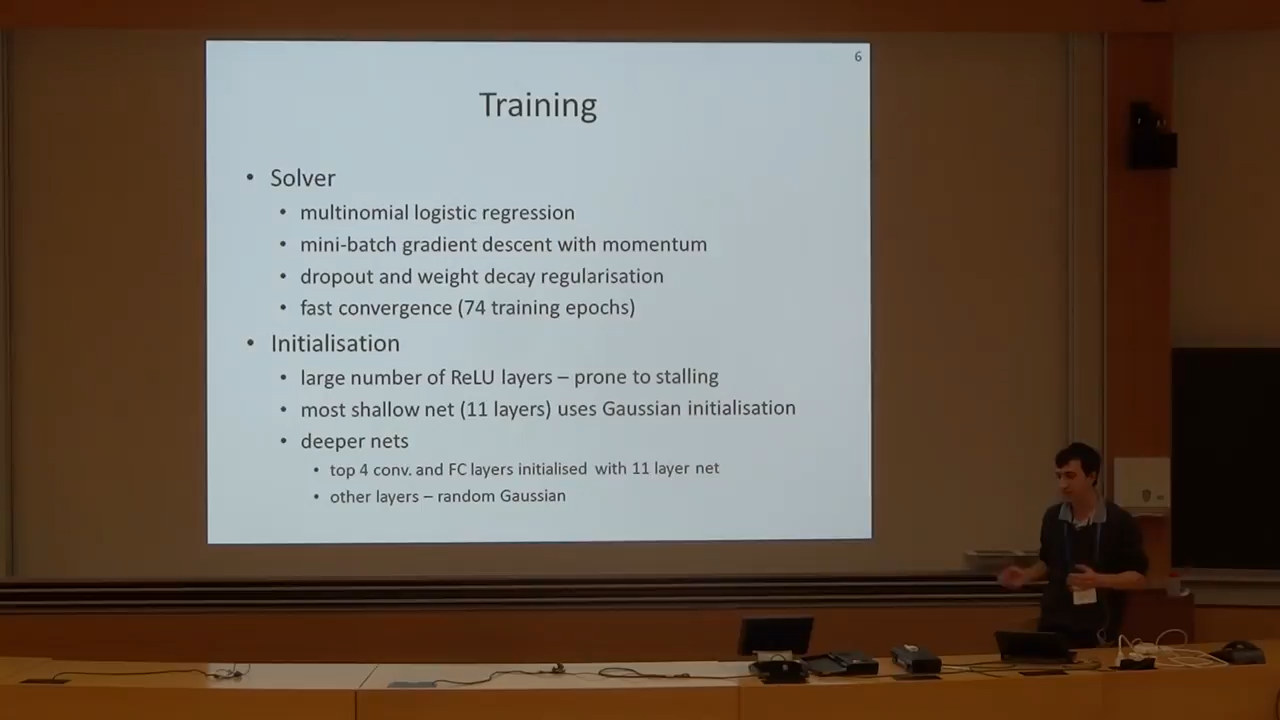 6
Training
• Solver
• multinomial logistic regression
• mini-batch gradient descent with momentum
• dropout and weight decay regularisation
• fast convergence (74 training epochs)
• Initialisation
• large number of ReLU layers – prone to stalling
• most shallow net (11 layers) uses Gaussian initialisation
• deeper nets
• top 4 conv. and FC layers initialised with 11 layer net
• other layers – random Gaussian